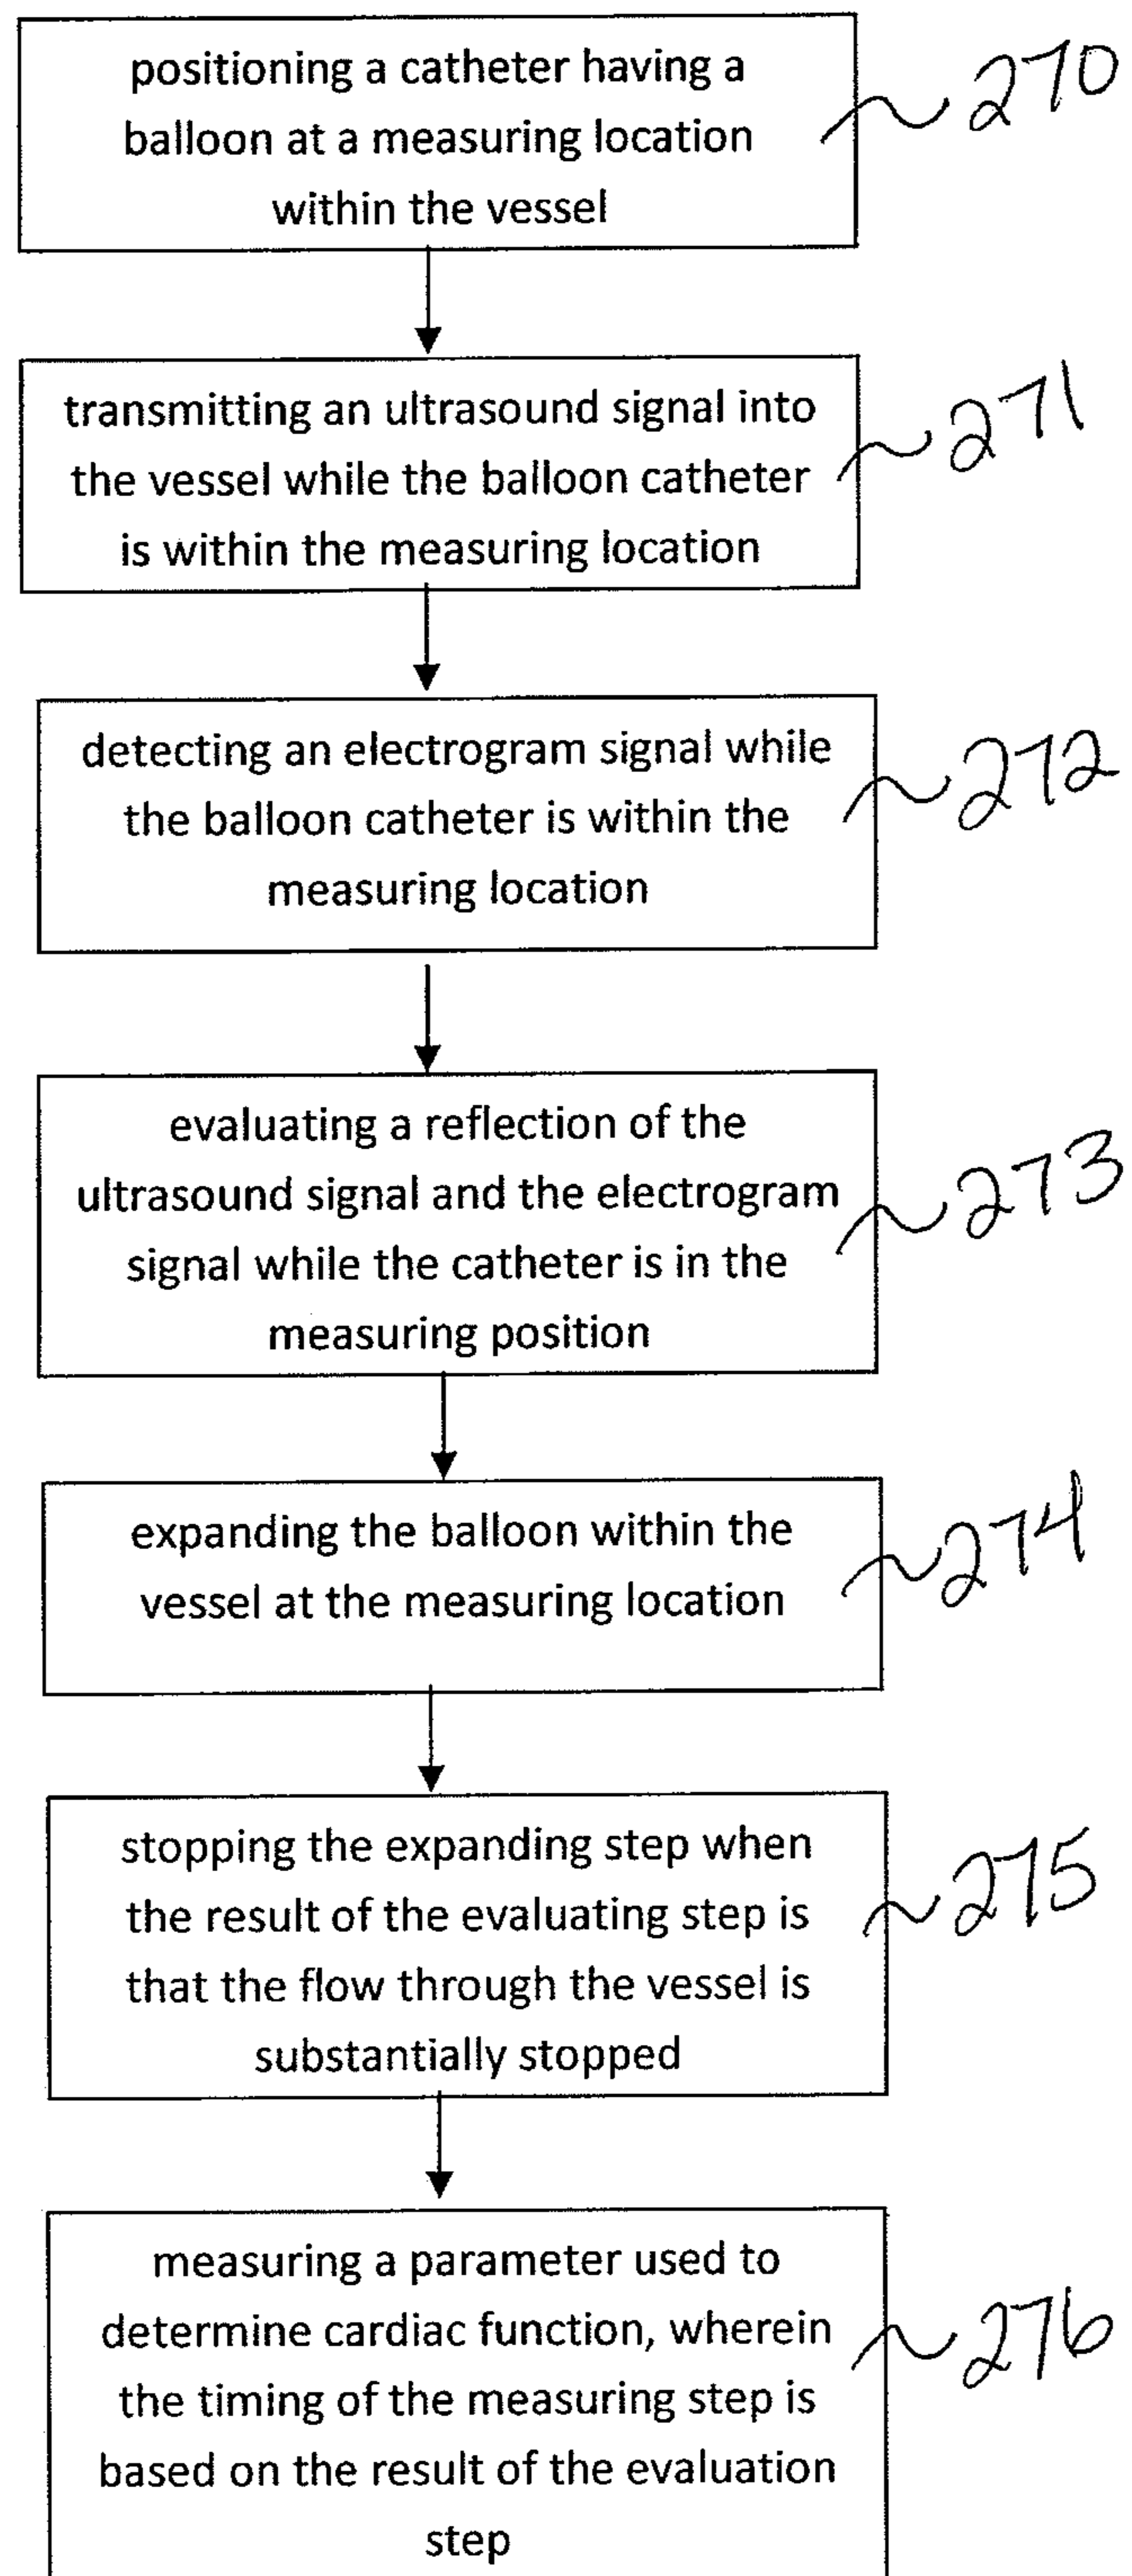 positioning a catheter having a
balloon at a measuring location
within the vessel
270
transmitting an ultrasound signal into
the vessel while the balloon catheter
is within the measuring location
271
detecting an electrogram signal while
the balloon catheter is within the
measuring location
272
evaluating a reflection of the
ultrasound signal and the electrogram
signal while the catheter is in the
measuring position
273
expanding the balloon within the
vessel at the measuring location
274
stopping the expanding step when
the result of the evaluating step is
that the flow through the vessel is
substantially stopped
275
measuring a parameter used to
determine cardiac function, wherein
the timing of the measuring step is
based on the result of the evaluation
step
276